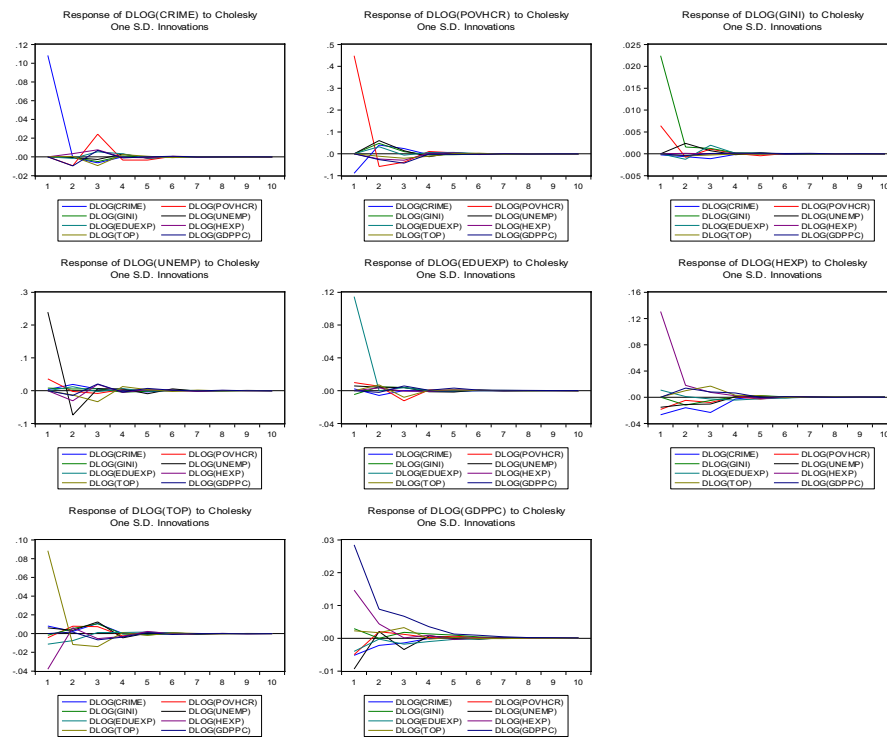 Response of DLOG(CRIME) to Cholesky
One S.D. Innovations
.12
.10
.08
.06
.04
.02
.00
-.02
1 2 3 4 5 6 7 8 9 10
DLOG(CRIME) DLOG(POVHCR)
DLOG(GINI) DLOG(UNEMP)
DLOG(EDUEXP) DLOG(HEXP)
DLOG(TOP) DLOG(GDPPC)
Response of DLOG(POVHCR) to Cholesky
One S.D. Innovations
.5
.4
.3
.2
.1
.0
-.1
1 2 3 4 5 6 7 8 9 10
DLOG(CRIME) DLOG(POVHCR)
DLOG(GINI) DLOG(UNEMP)
DLOG(EDUEXP) DLOG(HEXP)
DLOG(TOP) DLOG(GDPPC)
Response of DLOG(GINI) to Cholesky
One S.D. Innovations
.025
.020
.015
.010
.005
.000
-.005
1 2 3 4 5 6 7 8 9 10
DLOG(CRIME) DLOG(POVHCR)
DLOG(GINI) DLOG(UNEMP)
DLOG(EDUEXP) DLOG(HEXP)
DLOG(TOP) DLOG(GDPPC)
Response of DLOG(UNEMP) to Cholesky
One S.D. Innovations
.3
.2
.1
.0
-.1
1 2 3 4 5 6 7 8 9 10
DLOG(CRIME) DLOG(POVHCR)
DLOG(GINI) DLOG(UNEMP)
DLOG(EDUEXP) DLOG(HEXP)
DLOG(TOP) DLOG(GDPPC)
Response of DLOG(EDUEXP) to Cholesky
One S.D. Innovations
.12
.08
.04
.00
-.04
1 2 3 4 5 6 7 8 9 10
DLOG(CRIME) DLOG(POVHCR)
DLOG(GINI) DLOG(UNEMP)
DLOG(EDUEXP) DLOG(HEXP)
DLOG(TOP) DLOG(GDPPC)
Response of DLOG(HEXP) to Cholesky
One S.D. Innovations
.16
.12
.08
.04
.00
-.04
1 2 3 4 5 6 7 8 9 10
DLOG(CRIME) DLOG(POVHCR)
DLOG(GINI) DLOG(UNEMP)
DLOG(EDUEXP) DLOG(HEXP)
DLOG(TOP) DLOG(GDPPC)
Response of DLOG(TOP) to Cholesky
One S.D. Innovations
.10
.08
.06
.04
.02
.00
-.02
-.04
1 2 3 4 5 6 7 8 9 10
DLOG(CRIME) DLOG(POVHCR)
DLOG(GINI) DLOG(UNEMP)
DLOG(EDUEXP) DLOG(HEXP)
DLOG(TOP) DLOG(GDPPC)
Response of DLOG(GDPPC) to Cholesky
One S.D. Innovations
.03
.02
.01
.00
-.01
1 2 3 4 5 6 7 8 9 10
DLOG(CRIME) DLOG(POVHCR)
DLOG(GINI) DLOG(UNEMP)
DLOG(EDUEXP) DLOG(HEXP)
DLOG(TOP) DLOG(GDPPC)